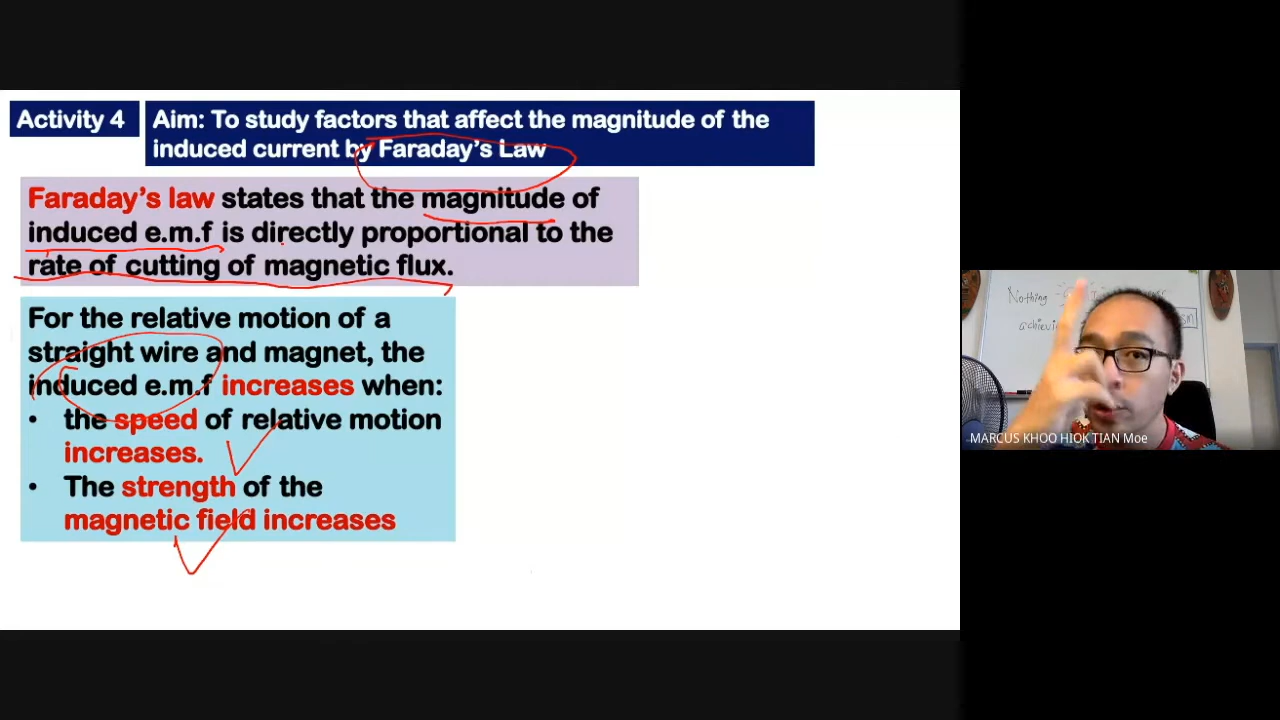 Activity 4
Aim: To study factors that affect the magnitude of the
induced current by Faraday's Law
Faraday's law states that the magnitude of
induced e.m.f is directly proportional to the
rate of cutting of magnetic flux.
For the relative motion of a
straight wire and magnet, the
induced e.m.f increases when:
• the speed of relative motion
increases.
• The strength of the
magnetic field increases
Nothing
MARCUS KHOO HIOK TIAN Moe